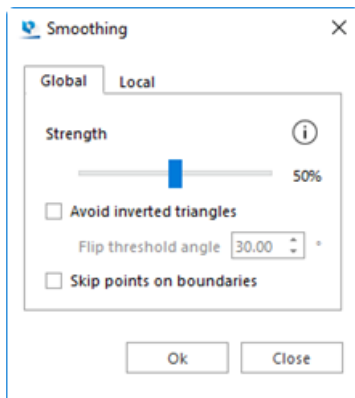 Smoothing
Global Local
Strength
50%
Avoid inverted triangles
Flip threshold angle 30.00 °
Skip points on boundaries
Ok Close